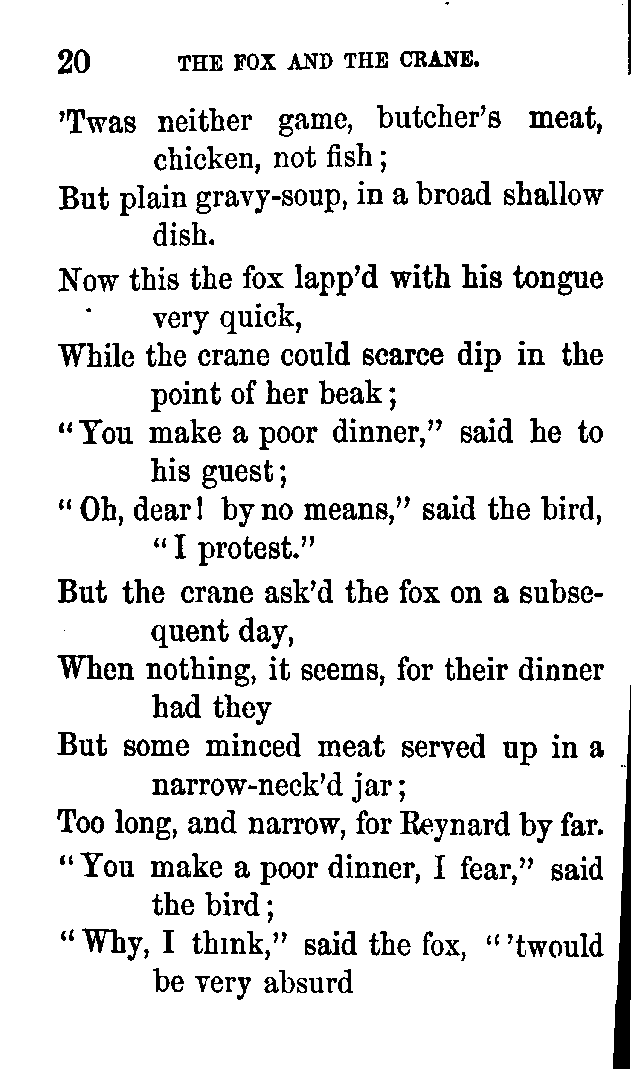 20 THE FOX AND THE CRANE.
’Twas neither game, butcher’s meat,
chicken, not fish;
But plain gravy-soup, in a broad shallow
dish.
Now this the fox lapp’d with his tongue
very quick,
While the crane could scarce dip in the
point of her beak;
“You make a poor dinner,” said he to
his guest;
“Oh, dear! by no means,” said the bird,
“I protest.”
But the crane ask’d the fox on a subse-
quent day,
When nothing, it seems, for their dinner
had they
But some minced meat served up in a
narrow-neck’d jar;
Too long, and narrow, for Reynard by far.
“You make a poor dinner, I fear,” said
the bird;
“Why, I think,” said the fox, “’twould
be very absurd